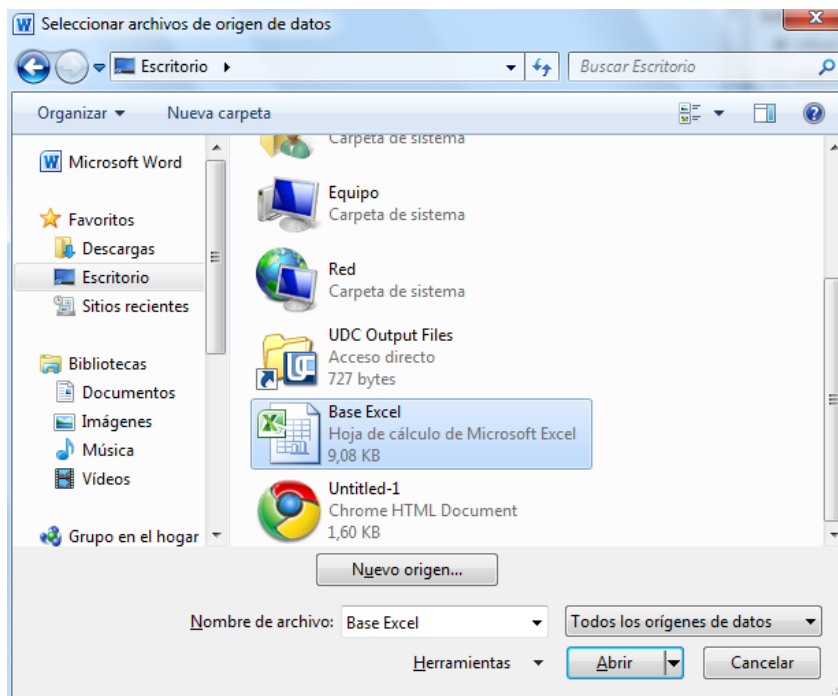 Seleccionar archivos de origen de datos
Escritorio
Buscar Escritorio
Organizar
Nueva carpeta
Microsoft Word
Favoritos
Descargas
Escritorio
Sitios recientes
Bibliotecas
Documentos
Imágenes
Música
Vídeos
Grupo en el hogar
Carpeta de sistema
Equipo
Carpeta de sistema
Red
Carpeta de sistema
UDC Output Files
Acceso directo
727 bytes
Base Excel
Hoja de cálculo de Microsoft Excel
9,08 KB
Untitled-1
Chrome HTML Document
1,60 KB
Nuevo origen...
Nombre de archivo: Base Excel
Todos los orígenes de datos
Herramientas
Abrir
Cancelar